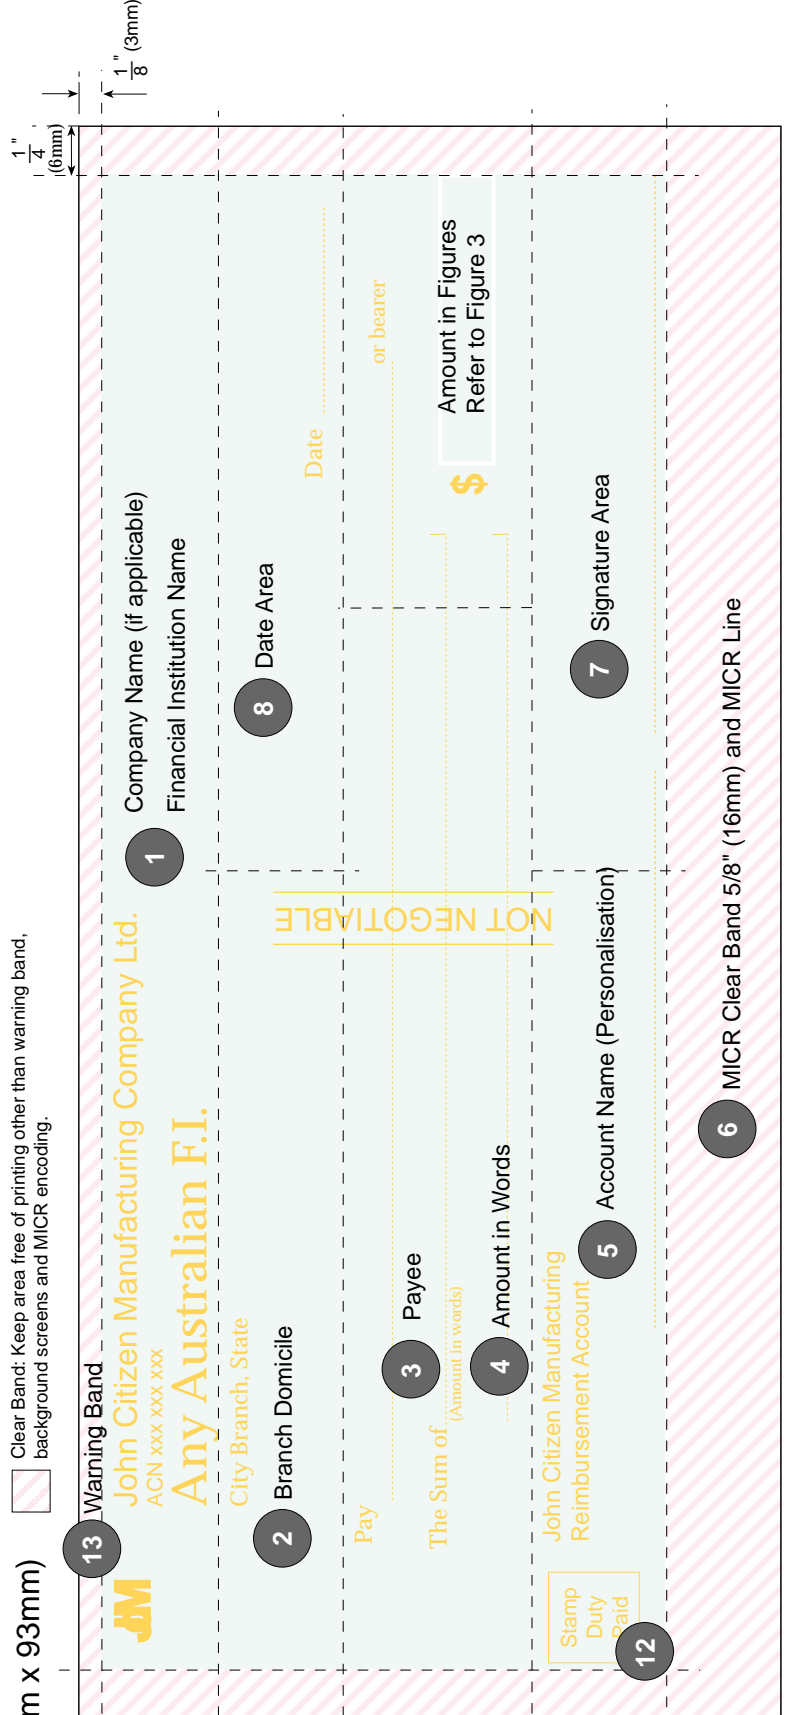 m x 93mm)
Clear Band: Keep area free of printing other than warning band,
background screens and MICR encoding.
1/4"
(6mm)
1/8" (3mm)
13 Warning Band
JM
John Citizen Manufacturing Company Ltd.
ACN xxx xxx xxx
Any Australian F.I.
1 Company Name (if applicable)
Financial Institution Name
City Branch, State
2 Branch Domicile
8 Date Area
Date
NOT NEGOTIABLE
Pay
or bearer
3 Payee
The Sum of
(Amount in words)
4 Amount in Words
$
Amount in Figures
Refer to Figure 3
John Citizen Manufacturing
Reimbursement Account
5 Account Name (Personalisation)
7 Signature Area
Stamp
Duty
Paid
12
6 MICR Clear Band 5/8" (16mm) and MICR Line